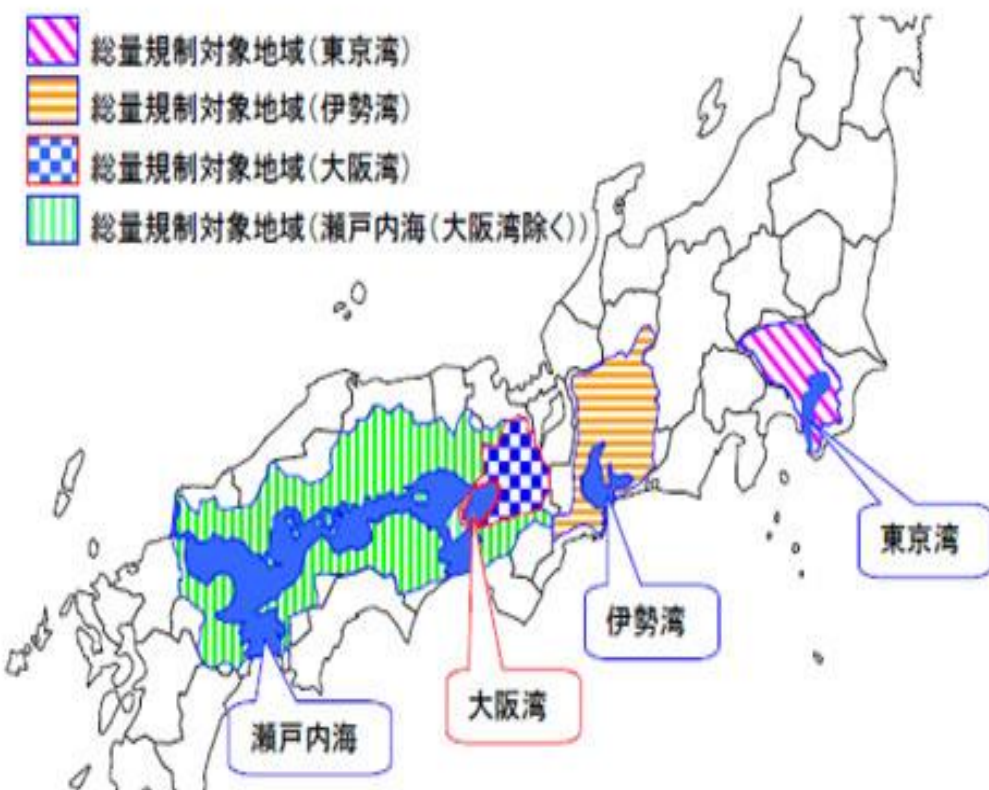 総量規制対象地域(東京湾)
総量規制対象地域(伊勢湾)
総量規制対象地域(大阪湾)
総量規制対象地域(瀬戸内海(大阪湾除く))
東京湾
伊勢湾
大阪湾
瀬戸内海